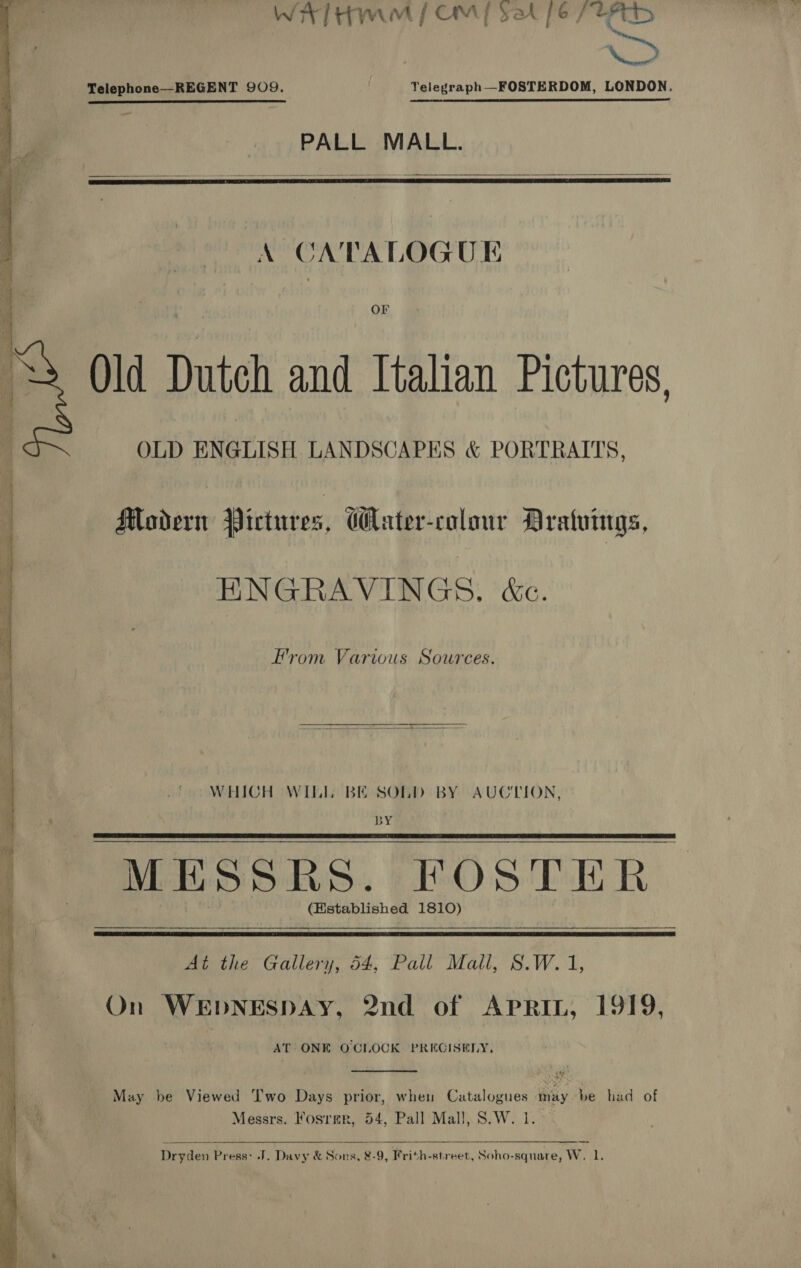 Telephone—REGENT 909. Telegraph—FOSTERDOM, LONDON.
PALL MALL.
A CATALOGUE
OF
Old Dutch and Italian Pictures,
OLD ENGLISH LANDSCAPES & PORTRAITS,
Modern Pictures, Water-colour Drawings,
ENGRAVINGS, &c.
From Various Sources.
WHICH WILL BE SOLD BY AUCTION,
BY
MESSRS. FOSTER
(Established 1810)
At the Gallery, 54, Pall Mall, S.W. 1,
On WEDNESDAY, 2nd of APRIL, 1919,
AT ONE O'CLOCK PRECISELY.
May be Viewed Two Days prior, when Catalogues may be had of
Messrs. FOSTER, 54, Pall Mall, S.W. 1.
Dryden Press: J. Davy & Sons, 8-9, Frith-street, Soho-square, W. 1.